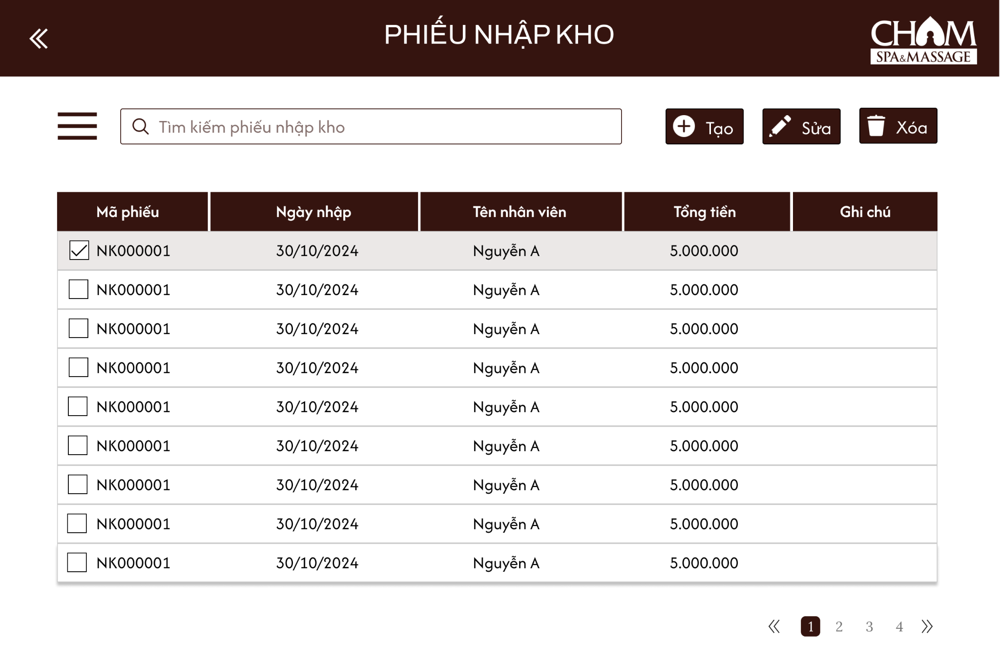 PHIẾU NHẬP KHO
CHAM
SPA&MASSAGE
Tìm kiếm phiếu nhập kho
Tạo
Sửa
Xóa
Mã phiếu Ngày nhập Tên nhân viên Tổng tiền Ghi chú
NK000001 30/10/2024 Nguyễn A 5.000.000
NK000001 30/10/2024 Nguyễn A 5.000.000
NK000001 30/10/2024 Nguyễn A 5.000.000
NK000001 30/10/2024 Nguyễn A 5.000.000
NK000001 30/10/2024 Nguyễn A 5.000.000
NK000001 30/10/2024 Nguyễn A 5.000.000
NK000001 30/10/2024 Nguyễn A 5.000.000
NK000001 30/10/2024 Nguyễn A 5.000.000
NK000001 30/10/2024 Nguyễn A 5.000.000
1 2 3 4